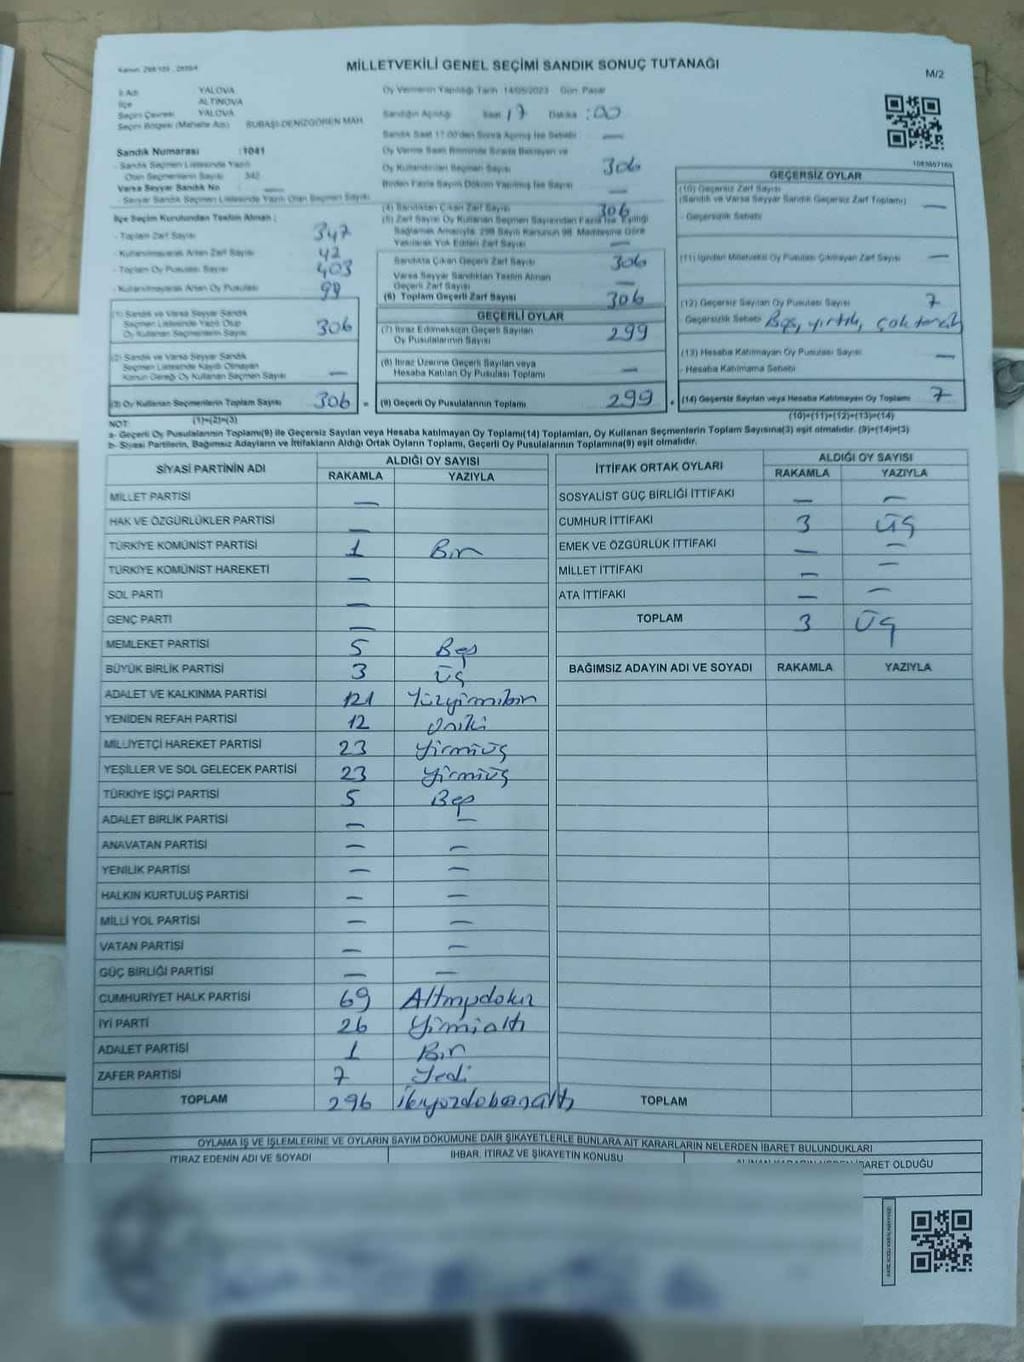 Kanun: 298/105 , 2839/4
MİLLETVEKİLİ GENEL SEÇİMİ SANDIK SONUÇ TUTANAĞI
M/2
İl Adı YALOVA
İlçe ALTINOVA
Seçim Çevresi YALOVA
Seçim Bölgesi (Mahalle Adı) SUBAŞI-DENİZGÖREN MAH
Sandık Numarası :1041
- Sandık Seçmen Listesinde Yazılı
Olan Seçmenlerin Sayısı 342
Varsa Seyyar Sandık No —
- Seyyar Sandık Seçmen Listesinde Yazılı Olan Seçmen Sayısı
İlçe Seçim Kurulundan Teslim Alınan ;
- Toplam Zarf Sayısı 347
- Kullanılmayarak Artan Zarf Sayısı 42
- Toplam Oy Pusulası Sayısı 403
- Kullanılmayarak Artan Oy Pusulası
(1) Sandık ve Varsa Seyyar Sandık
Seçmen Listesinde Yazılı Olup
Oy Kullanan Seçmen Sayısı 306
(2) Sandık ve Varsa Seyyar Sandık
Seçmen Listesinde Kayıtlı Olmayan
Kanun Gereği Oy Kullanan Seçmen Sayısı —
(3) Oy Kullanan Seçmenlerin Toplam Sayısı 306 =
(1)+(2)=(3)
Oy Vermenin Yapıldığı Tarih :14/05/2023 Gün :Pazar
Sandığın Açıldığı Saat 17 Dakika :00
Sandık Saat 17:00'den Sonra Açılmış İse Sebebi —
Oy Verme Saati Bitiminde Sırada Bekleyen ve
Oy Kullandırılan Seçmen Sayısı 306
Birden Fazla Sayım Döküm Yapılmış İse Sayısı —
(4) Sandıktan Çıkan Zarf Sayısı 306
(5) Zarf Sayısı Oy Kullanan Seçmen Sayısından Fazla İse, Eşitliği
Sağlamak Amacıyla, 298 Sayılı Kanunun 98. Maddesine Göre
Yakılarak Yok Edilen Zarf Sayısı —
Sandıkta Çıkan Geçerli Zarf Sayısı 306
Varsa Seyyar Sandıktan Teslim Alınan
Geçerli Zarf Sayısı —
(6) Toplam Geçerli Zarf Sayısı 306
GEÇERLİ OYLAR
(7) İtiraz Edilmeksizin Geçerli Sayılan
Oy Pusulalarının Sayısı 299
(8) İtiraz Üzerine Geçerli Sayılan veya
Hesaba Katılan Oy Pusulası Toplamı —
(9) Geçerli Oy Pusulalarının Toplamı 299 +
GEÇERSİZ OYLAR
(10) Geçersiz Zarf Sayısı
(Sandık ve Varsa Seyyar Sandık Geçersiz Zarf Toplamı) —
- Geçersizlik Sebebi
(11) İçinden Milletvekili Oy Pusulası Çıkmayan Zarf Sayısı —
(12) Geçersiz Sayılan Oy Pusulası Sayısı 7
- Geçersizlik Sebebi Boş, yırtık, çok tercih
(13) Hesaba Katılmayan Oy Pusulası Sayısı —
- Hesaba Katılmama Sebebi
(14) Geçersiz Sayılan veya Hesaba Katılmayan Oy Toplamı 7
(10)+(11)+(12)+(13)=(14)
NOT:
a- Geçerli Oy Pusulalarının Toplamı(9) ile Geçersiz Sayılan veya Hesaba katılmayan Oy Toplamı(14) Toplamları, Oy Kullanan Seçmenlerin Toplam Sayısına(3) eşit olmalıdır. (9)+(14)=(3)
b- Siyasi Partilerin, Bağımsız Adayların ve İttifakların Aldığı Ortak Oyların Toplamı, Geçerli Oy Pusulalarının Toplamına(9) eşit olmalıdır.
SİYASİ PARTİNİN ADI ALDIĞI OY SAYISI
RAKAMLA YAZIYLA
MİLLET PARTİSİ —
HAK VE ÖZGÜRLÜKLER PARTİSİ —
TÜRKİYE KOMÜNİST PARTİSİ 1 Bir
TÜRKİYE KOMÜNİST HAREKETİ —
SOL PARTİ —
GENÇ PARTİ —
MEMLEKET PARTİSİ 5 Beş
BÜYÜK BİRLİK PARTİSİ 3 Üç
ADALET VE KALKINMA PARTİSİ 121 Yüzyirmibir
YENİDEN REFAH PARTİSİ 12 Oniki
MİLLİYETÇİ HAREKET PARTİSİ 23 Yirmiüç
YEŞİLLER VE SOL GELECEK PARTİSİ 23 Yirmiüç
TÜRKİYE İŞÇİ PARTİSİ 5 Beş
ADALET BİRLİK PARTİSİ — —
ANAVATAN PARTİSİ — —
YENİLİK PARTİSİ — —
HALKIN KURTULUŞ PARTİSİ — —
MİLLİ YOL PARTİSİ — —
VATAN PARTİSİ — —
GÜÇ BİRLİĞİ PARTİSİ — —
CUMHURİYET HALK PARTİSİ 69 Altmışdokuz
İYİ PARTİ 26 Yirmialtı
ADALET PARTİSİ 1 Bir
ZAFER PARTİSİ 7 Yedi
TOPLAM 296 ikiyüzdoksanaltı
İTTİFAK ORTAK OYLARI ALDIĞI OY SAYISI
RAKAMLA YAZIYLA
SOSYALİST GÜÇ BİRLİĞİ İTTİFAKI — —
CUMHUR İTTİFAKI 3 Üç
EMEK VE ÖZGÜRLÜK İTTİFAKI — —
MİLLET İTTİFAKI — —
ATA İTTİFAKI — —
TOPLAM 3 Üç
BAĞIMSIZ ADAYIN ADI VE SOYADI RAKAMLA YAZIYLA
TOPLAM
OYLAMA İŞ VE İŞLEMLERİNE VE OYLARIN SAYIM DÖKÜMÜNE DAİR ŞİKAYETLERLE BUNLARA AİT KARARLARIN NELERDEN İBARET BULUNDUKLARI
İTİRAZ EDENİN ADI VE SOYADI İHBAR, İTİRAZ VE ŞİKAYETİN KONUSU İBARET OLDUĞU